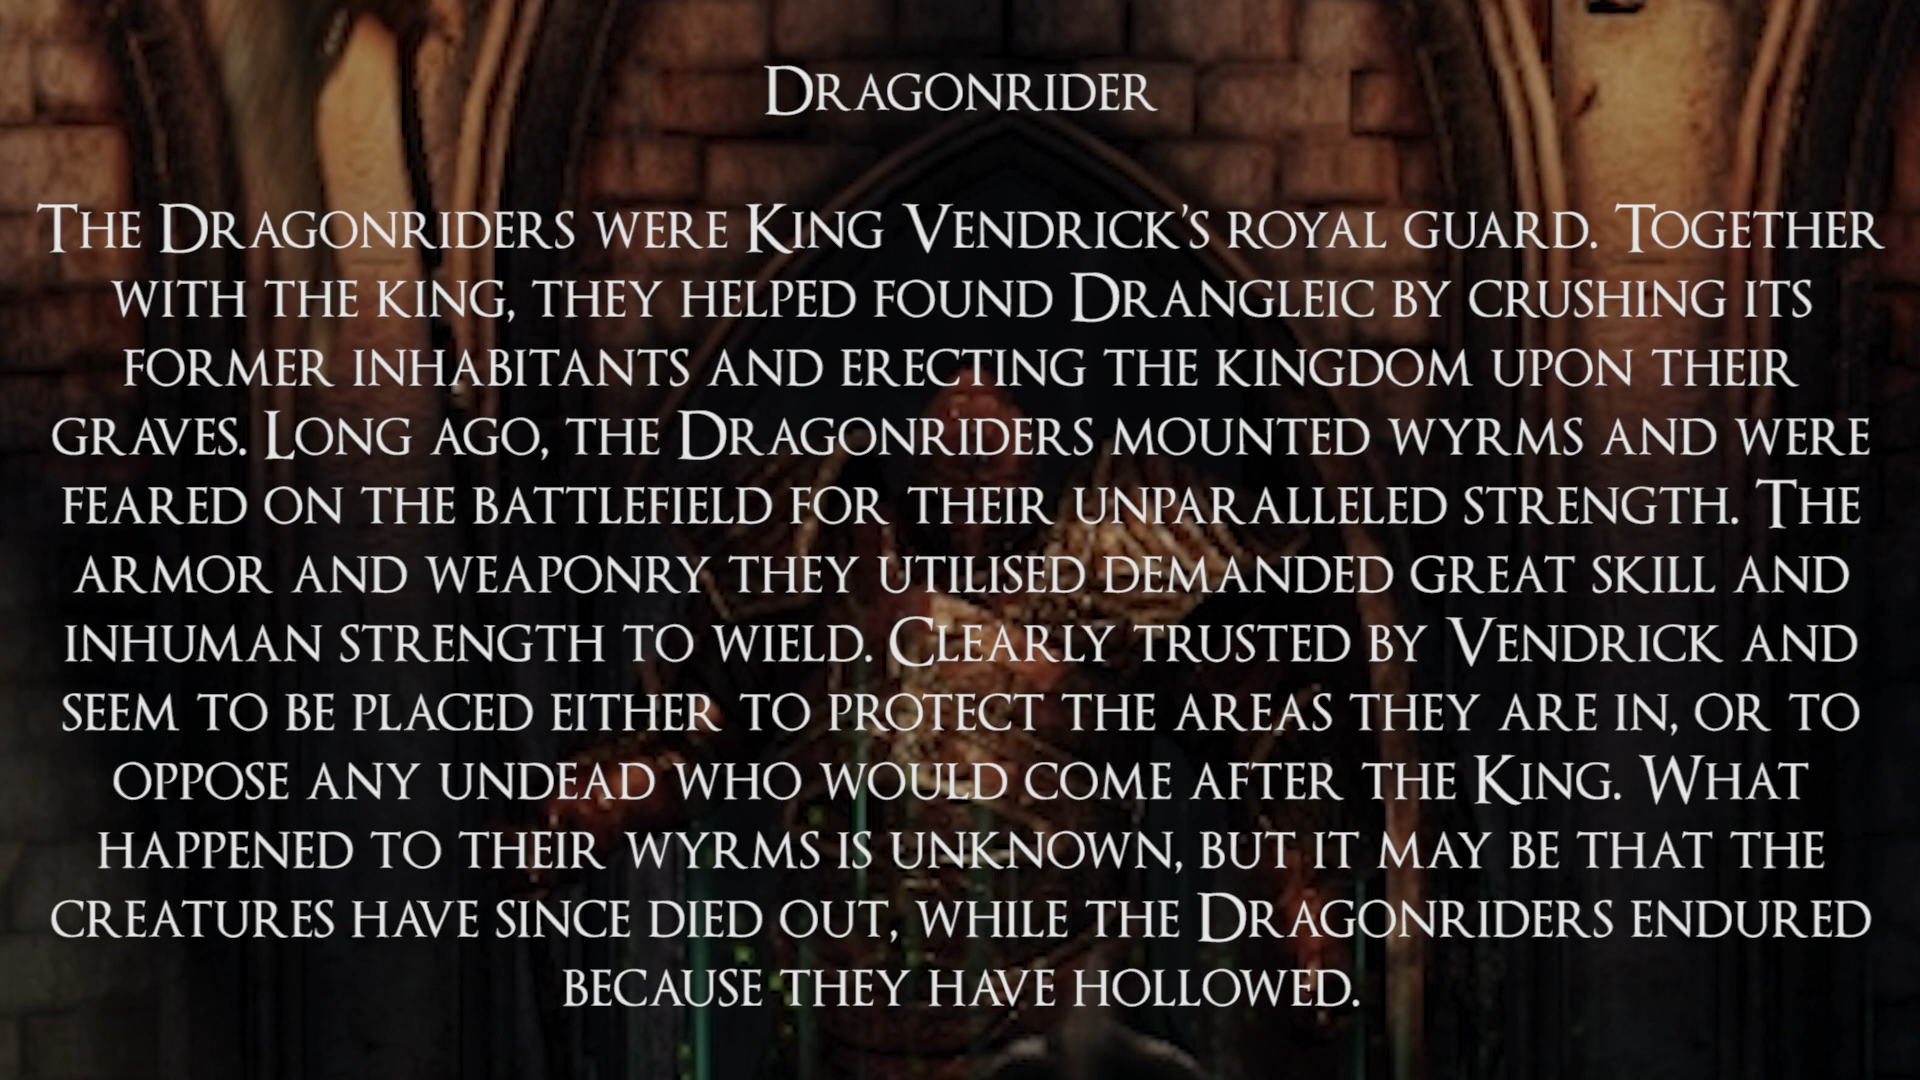 Dragonrider
The Dragonriders were King Vendrick's royal guard. Together
with the king, they helped found Drangleic by crushing its
former inhabitants and erecting the kingdom upon their
graves. Long ago, the Dragonriders mounted wyrms and were
feared on the battlefield for their unparalleled strength. The
armor and weaponry they utilised demanded great skill and
inhuman strength to wield. Clearly trusted by Vendrick and
seem to be placed either to protect the areas they are in, or to
oppose any undead who would come after the King. What
happened to their wyrms is unknown, but it may be that the
creatures have since died out, while the Dragonriders endured
because they have hollowed.